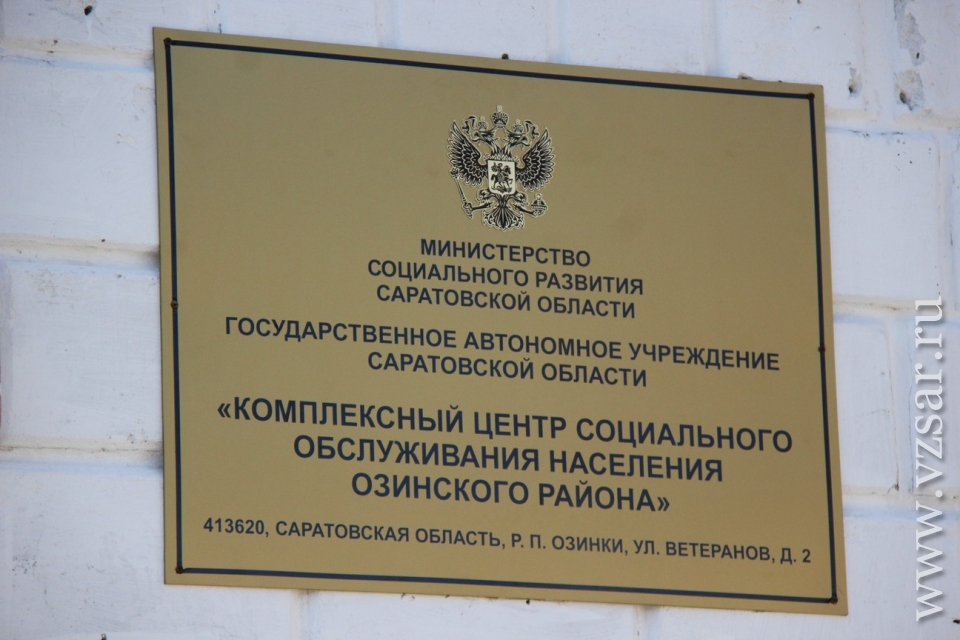 МИНИСТЕРСТВО
СОЦИАЛЬНОГО РАЗВИТИЯ
САРАТОВСКОЙ ОБЛАСТИ
ГОСУДАРСТВЕННОЕ АВТОНОМНОЕ УЧРЕЖДЕНИЕ
САРАТОВСКОЙ ОБЛАСТИ
«КОМПЛЕКСНЫЙ ЦЕНТР СОЦИАЛЬНОГО
ОБСЛУЖИВАНИЯ НАСЕЛЕНИЯ
ОЗИНСКОГО РАЙОНА»
413620, САРАТОВСКАЯ ОБЛАСТЬ, Р. П. ОЗИНКИ, УЛ. ВЕТЕРАНОВ, Д. 2
www.vzsar.ru